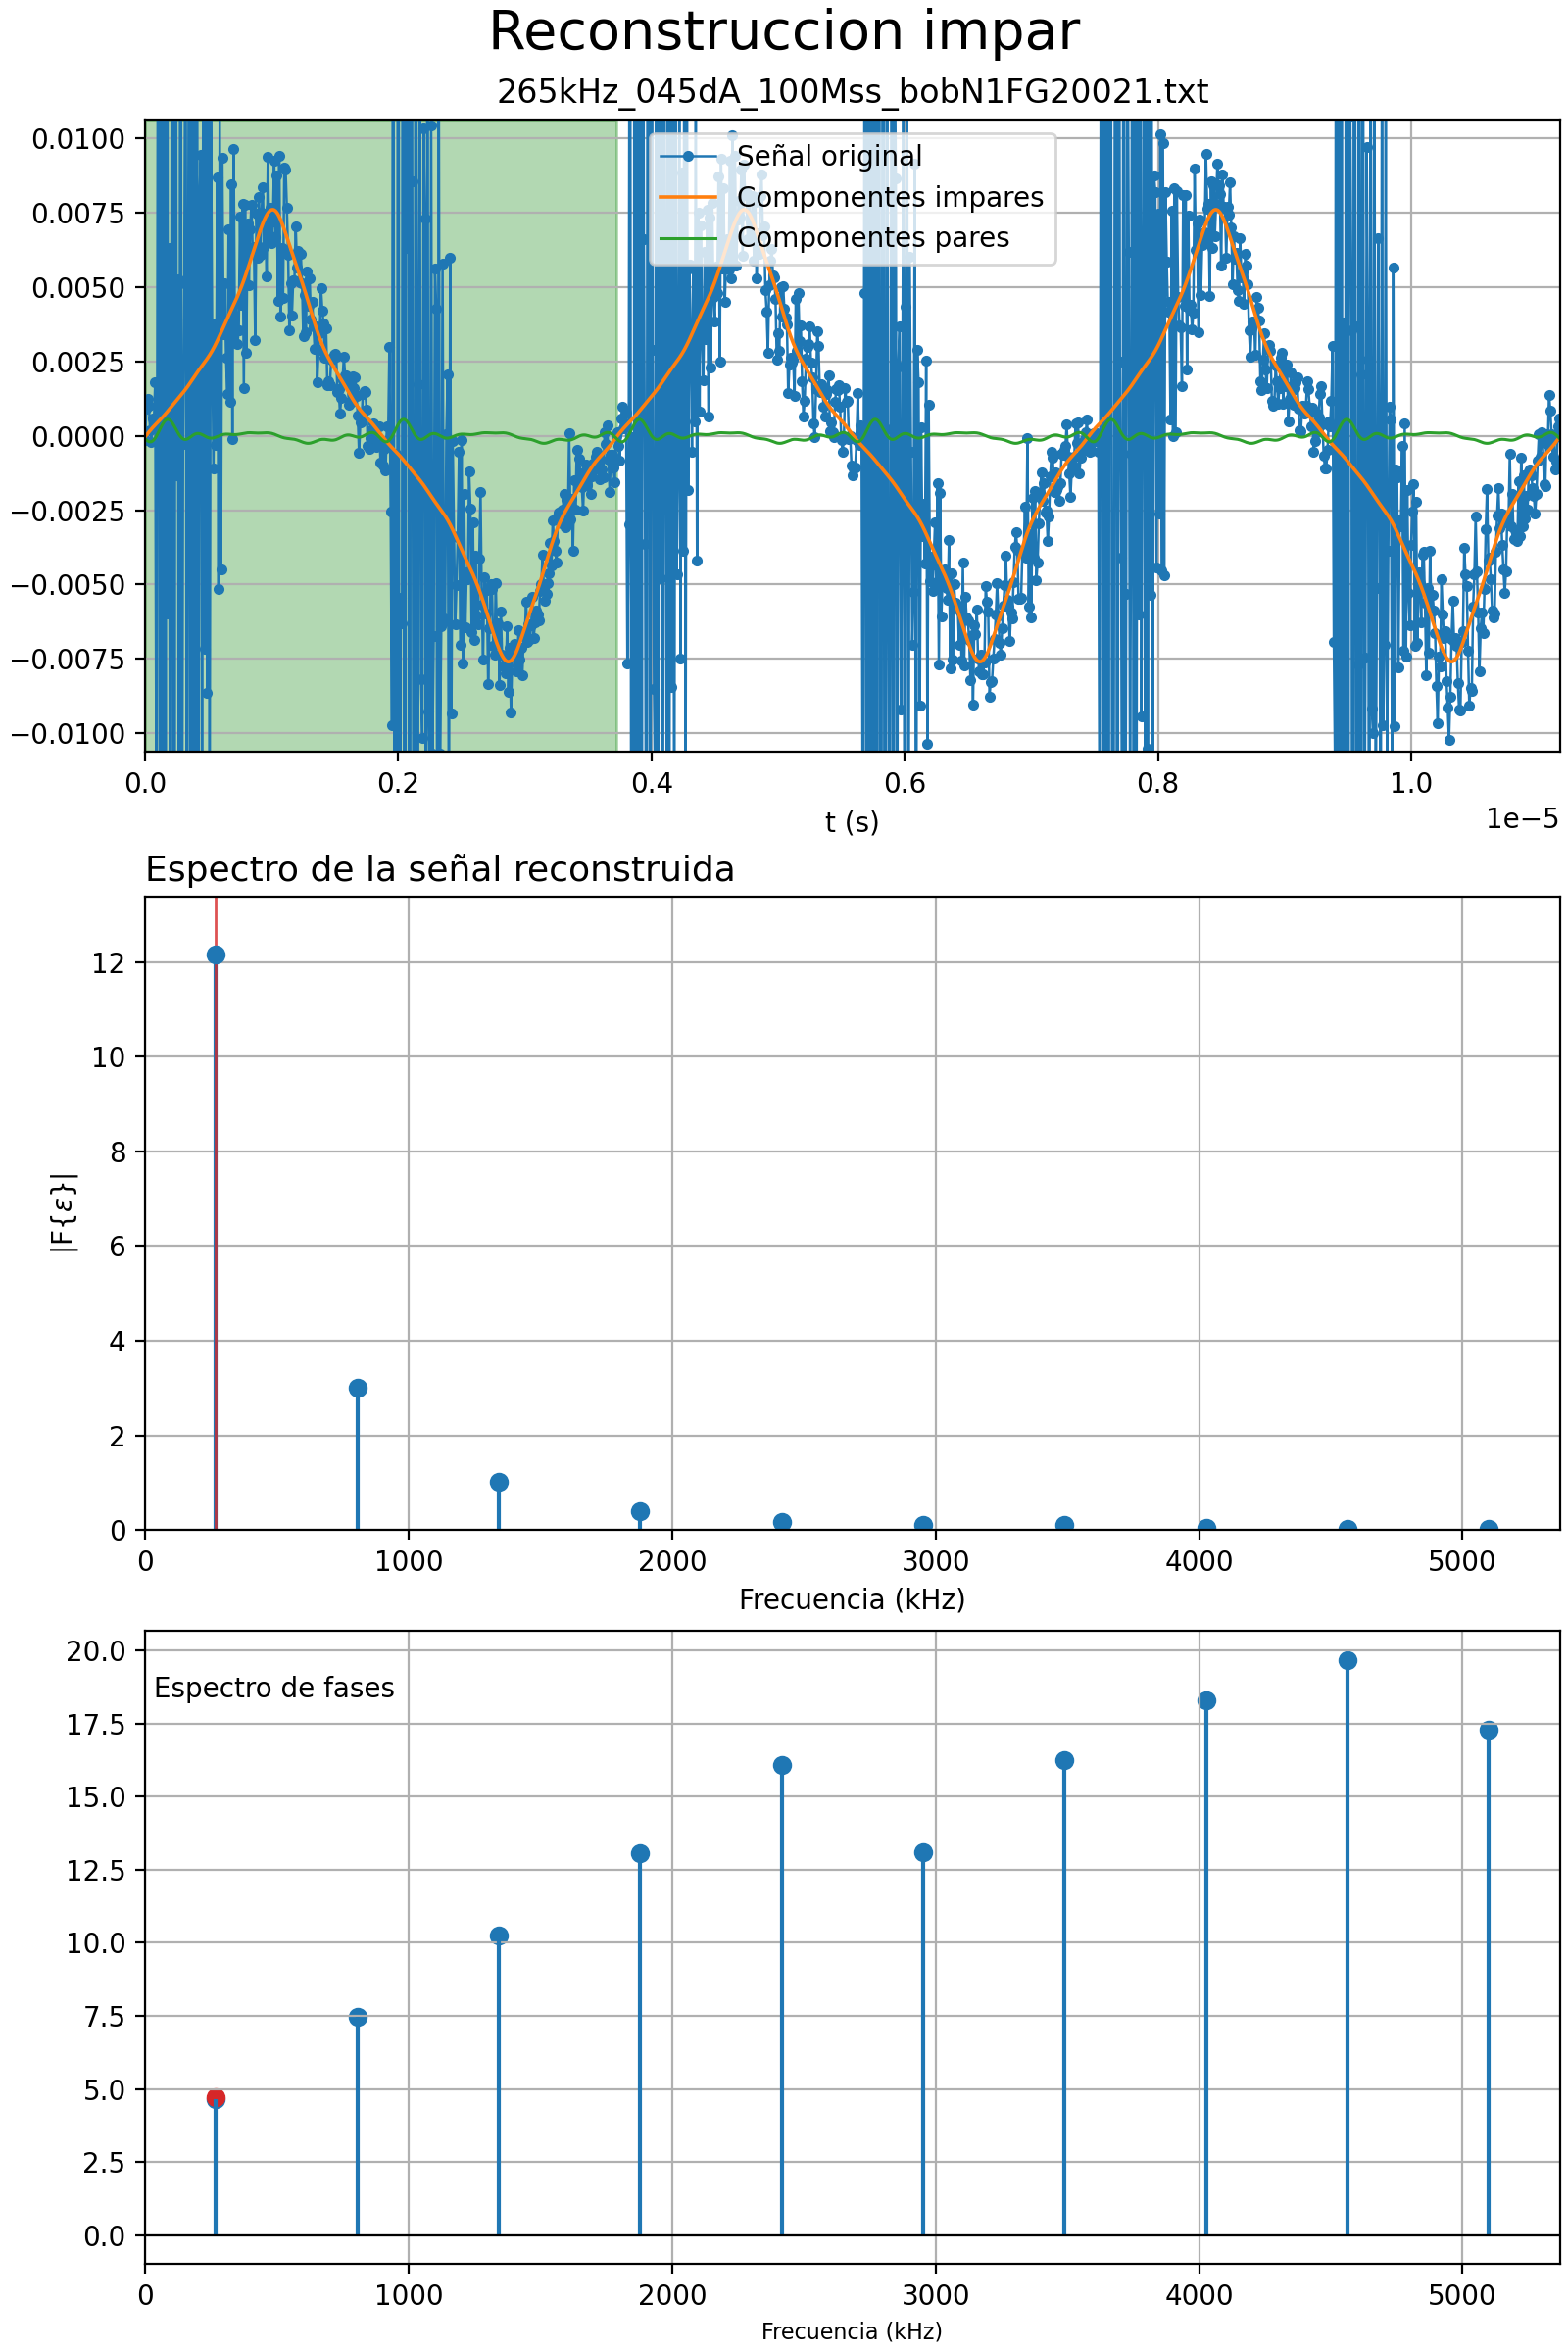 Reconstruccion impar
265kHz_045dA_100Mss_bobN1FG20021.txt
0.0100
0.0075
0.0050
0.0025
0.0000
−0.0025
−0.0050
−0.0075
−0.0100
Señal original
Componentes impares
Componentes pares
0.0 0.2 0.4 0.6 0.8 1.0
t (s)
1e−5
Espectro de la señal reconstruida
12
10
8
6
4
2
0
|F{ε}|
0 1000 2000 3000 4000 5000
Frecuencia (kHz)
20.0
17.5
15.0
12.5
10.0
7.5
5.0
2.5
0.0
Espectro de fases
0 1000 2000 3000 4000 5000
Frecuencia (kHz)